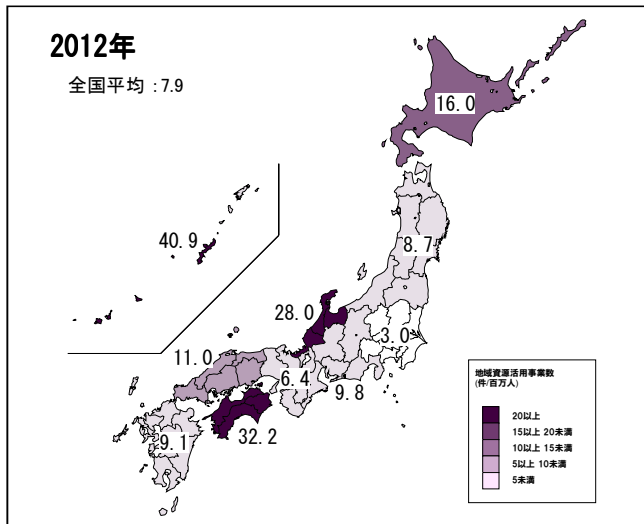 2012年
全国平均 :7.9
16.0
40.9
8.7
28.0
3.0
11.0
6.4
9.8
9.1
32.2
地域資源活用事業数
(件/百万人)
20以上
15以上 20未満
10以上 15未満
5以上 10未満
5未満